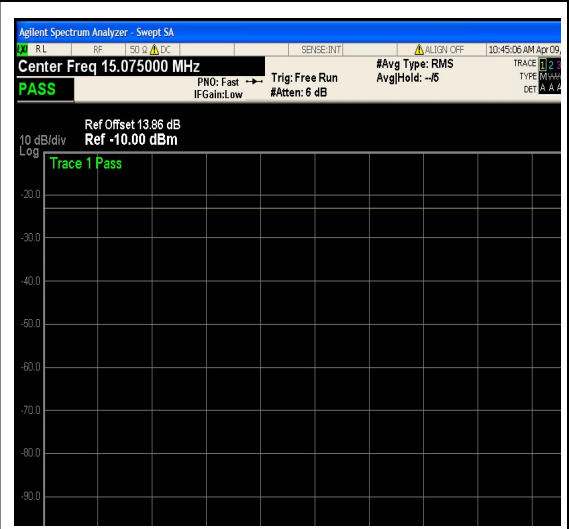 Agilent Spectrum Analyzer - Swept SA
LXI RL RF 50 Ω DC SENSE:INT ALIGN OFF 10:45:06 AM Apr 09,
Center Freq 15.075000 MHz
#Avg Type: RMS
TRACE 1 2 3
PASS
PNO: Fast
Trig: Free Run
Avg|Hold: --/5
TYPE
IFGain:Low
#Atten: 6 dB
DET A A A
Ref Offset 13.86 dB
10 dB/div Ref -10.00 dBm
Log
Trace 1 Pass
-20.0
-30.0
-40.0
-50.0
-60.0
-70.0
-80.0
-90.0